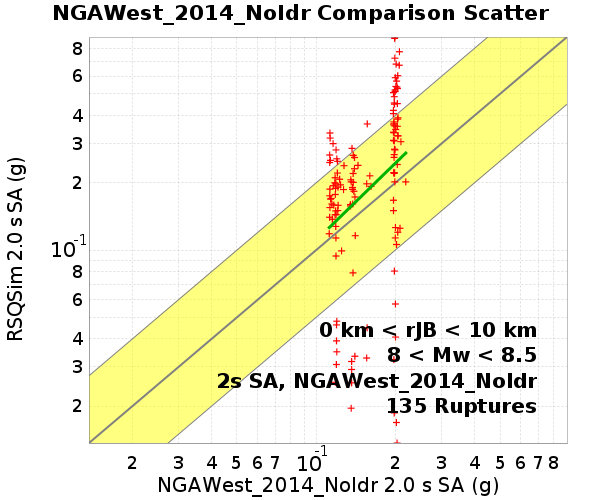 NGAWest_2014_NoIdr Comparison Scatter
RSQSim 2.0 s SA (g)
8
6
4
3
2
10-1
8
6
4
3
2
0 km < rJB < 10 km
8 < Mw < 8.5
2s SA, NGAWest_2014_NoIdr
135 Ruptures
2 3 4 5 6 7 10-1 2 3 4 5 6 7 8
NGAWest_2014_NoIdr 2.0 s SA (g)